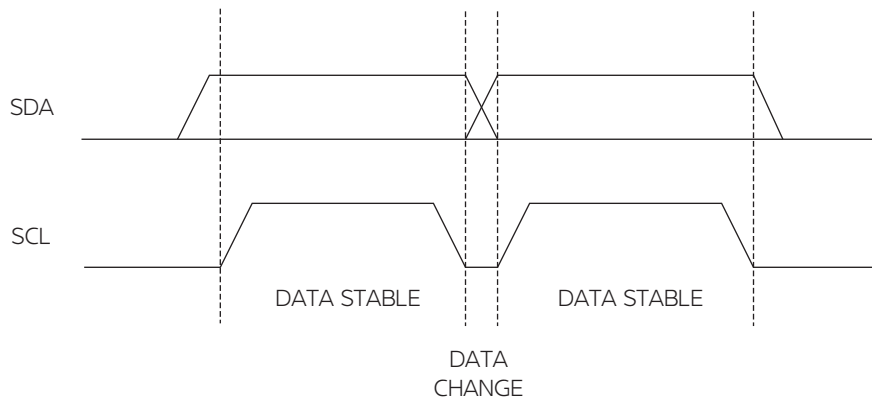 SDA
SCL
DATA STABLE
DATA STABLE
DATA
CHANGE